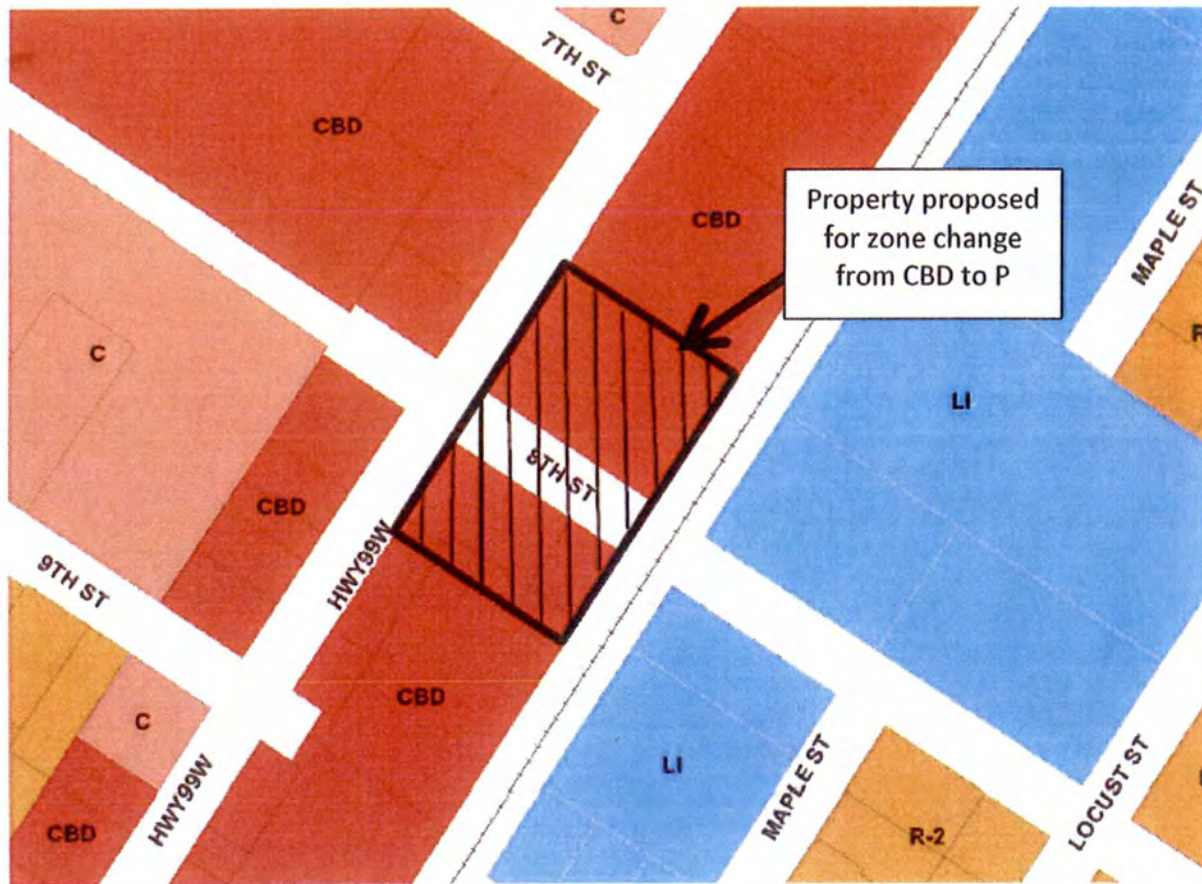 C
7TH ST
CBD
CBD
Property proposed
for zone change
from CBD to P
MAPLE ST
R
C
LI
8TH ST
CBD
HWY99W
9TH ST
CBD
C
LI
HWY99W
MAPLE ST
LOCUST ST
CBD
R-2